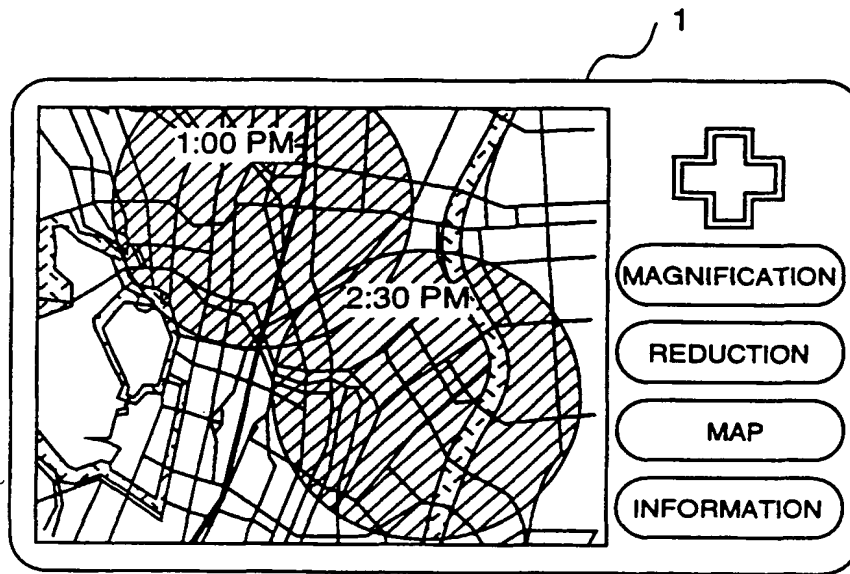 1
1:00 PM
2:30 PM
MAGNIFICATION
REDUCTION
MAP
INFORMATION